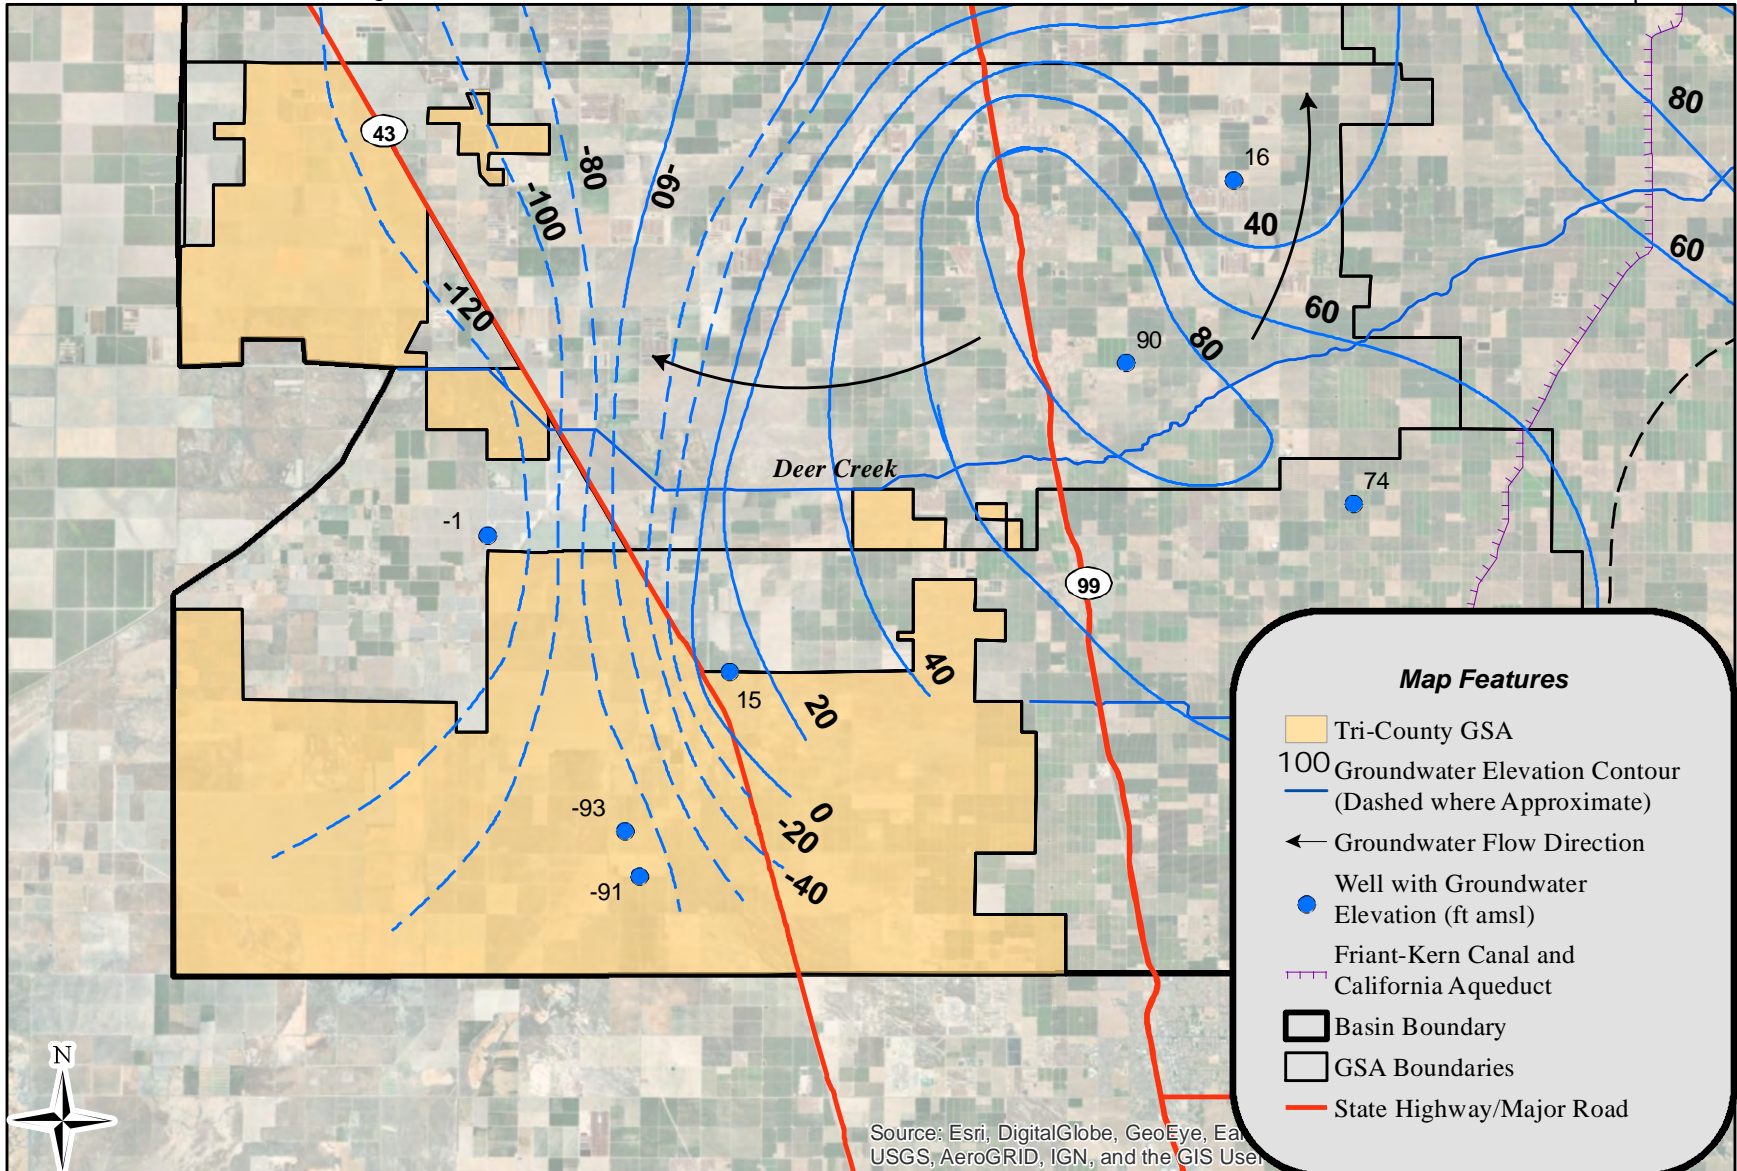 80
43
16
-80
-60
-100
40
60
-120
60
90
80
Deer Creek
74
-1
99
40
15
20
-93
0
-20
-91
-40
Map Features
Tri-County GSA
100 Groundwater Elevation Contour
(Dashed where Approximate)
Groundwater Flow Direction
Well with Groundwater
Elevation (ft amsl)
Friant-Kern Canal and
California Aqueduct
Basin Boundary
GSA Boundaries
State Highway/Major Road
N
Source: Esri, DigitalGlobe, GeoEye,
USGS, AeroGRID, IGN, and the GIS User